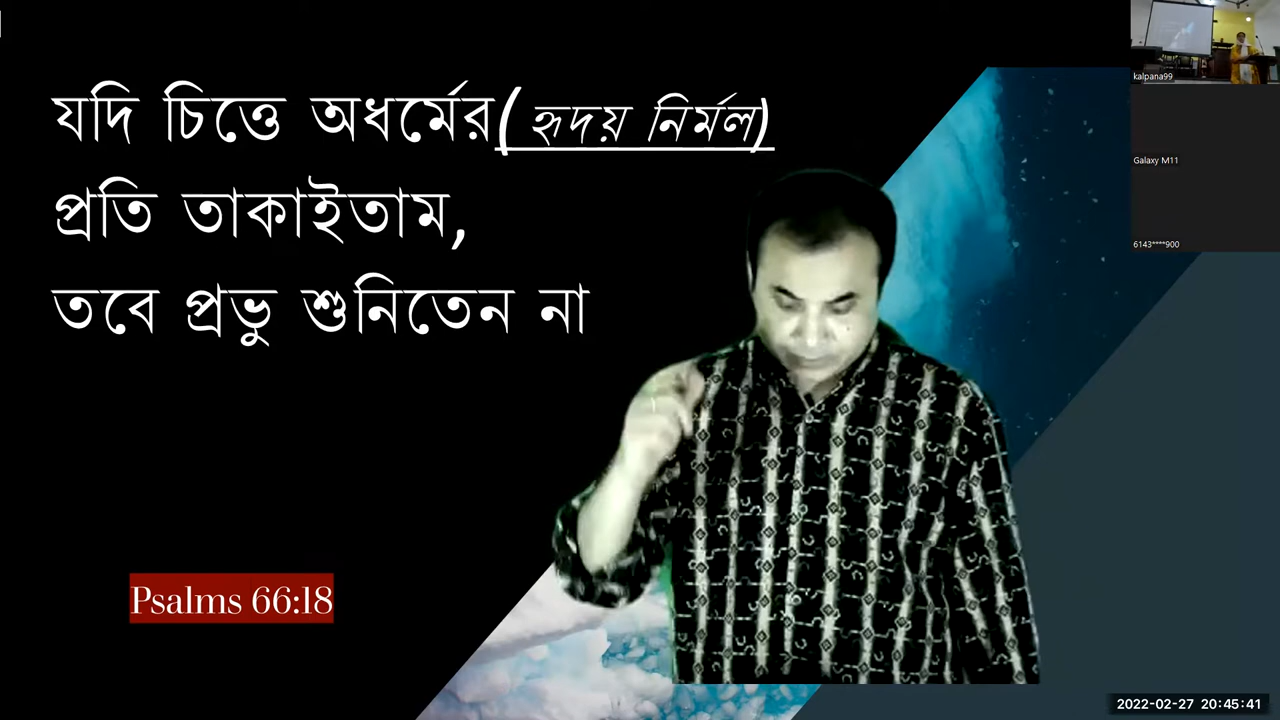 যদি চিত্তে অধর্মের( হৃদয় নির্মল)
প্রতি তাকাইতাম,
তবে প্রভু শুনিতেন না
Psalms 66:18
kalpana99
Galaxy M11
6143****900
2022-02-27 20:45:41